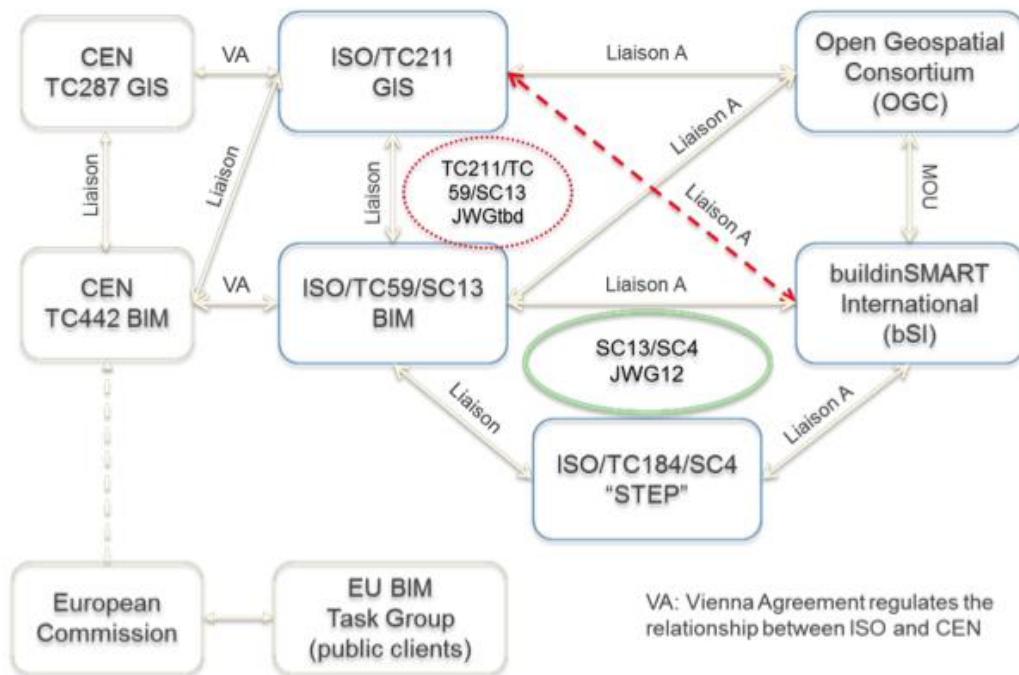 CEN
TC287 GIS
VA
ISO/TC211
GIS
Liaison A
Open Geospatial
Consortium
(OGC)
Liaison
Liaison
Liaison
TC211/TC
59/SC13
JWGtbd
Liaison A
Liaison A
MOU
CEN
TC442 BIM
VA
ISO/TC59/SC13
BIM
Liaison A
buildinSMART
International
(bSI)
SC13/SC4
JWG12
Liaison
Liaison A
ISO/TC184/SC4
“STEP”
European
Commission
EU BIM
Task Group
(public clients)
VA: Vienna Agreement regulates the
relationship between ISO and CEN